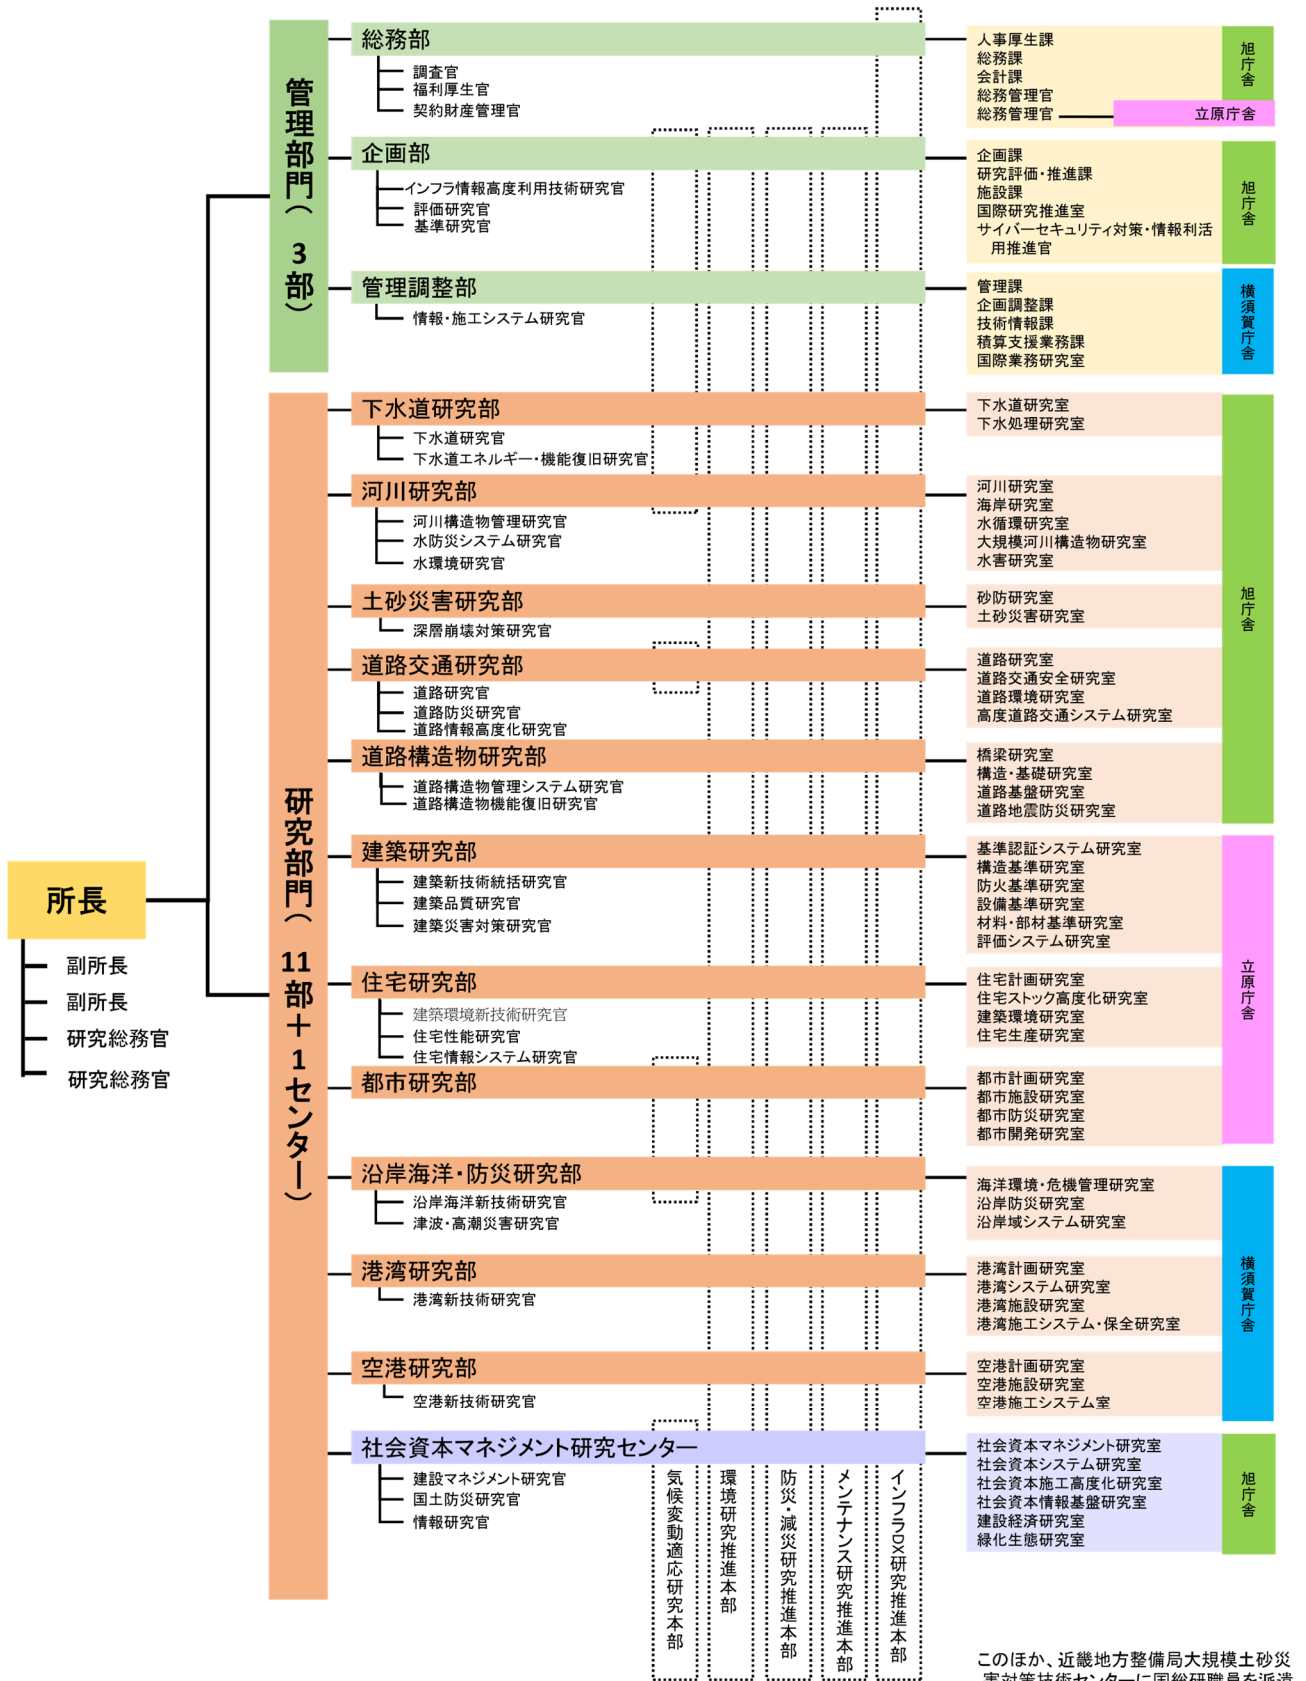 所長
副所長
副所長
研究総務官
研究総務官
管理部門(3部)
総務部
調査官
福利厚生官
契約財産管理官
人事厚生課
総務課
会計課
総務管理官
総務管理官
旭庁舎
立原庁舎
企画部
インフラ情報高度利用技術研究官
評価研究官
基準研究官
企画課
研究評価・推進課
施設課
国際研究推進室
サイバーセキュリティ対策・情報利活
用推進官
旭庁舎
管理調整部
情報・施工システム研究官
管理課
企画調整課
技術情報課
積算支援業務課
国際業務研究室
横須賀庁舎
研究部門(11部+1センター)
下水道研究部
下水道研究官
下水道エネルギー・機能復旧研究官
下水道研究室
下水処理研究室
河川研究部
河川構造物管理研究官
水防災システム研究官
水環境研究官
河川研究室
海岸研究室
水循環研究室
大規模河川構造物研究室
水害研究室
土砂災害研究部
深層崩壊対策研究官
砂防研究室
土砂災害研究室
旭庁舎
道路交通研究部
道路研究官
道路防災研究官
道路情報高度化研究官
道路研究室
道路交通安全研究室
道路環境研究室
高度道路交通システム研究室
道路構造物研究部
道路構造物管理システム研究官
道路構造物機能復旧研究官
橋梁研究室
構造・基礎研究室
道路基盤研究室
道路地震防災研究室
建築研究部
建築新技術統括研究官
建築品質研究官
建築災害対策研究官
基準認証システム研究室
構造基準研究室
防火基準研究室
設備基準研究室
材料・部材基準研究室
評価システム研究室
住宅研究部
建築環境新技術研究官
住宅性能研究官
住宅情報システム研究官
住宅計画研究室
住宅ストック高度化研究室
建築環境研究室
住宅生産研究室
立原庁舎
都市研究部
都市計画研究室
都市施設研究室
都市防災研究室
都市開発研究室
沿岸海洋・防災研究部
沿岸海洋新技術研究官
津波・高潮災害研究官
海洋環境・危機管理研究室
沿岸防災研究室
沿岸域システム研究室
港湾研究部
港湾新技術研究官
港湾計画研究室
港湾システム研究室
港湾施設研究室
港湾施工システム・保全研究室
横須賀庁舎
空港研究部
空港新技術研究官
空港計画研究室
空港施設研究室
空港施工システム室
社会資本マネジメント研究センター
建設マネジメント研究官
国土防災研究官
情報研究官
社会資本マネジメント研究室
社会資本システム研究室
社会資本施工高度化研究室
社会資本情報基盤研究室
建設経済研究室
緑化生態研究室
旭庁舎
気候変動適応研究本部
環境研究推進本部
防災・減災研究推進本部
メンテナンス研究推進本部
インフラDX研究推進本部
このほか、近畿地方整備局大規模土砂災
害対策技術センターに国総研職員を派遣